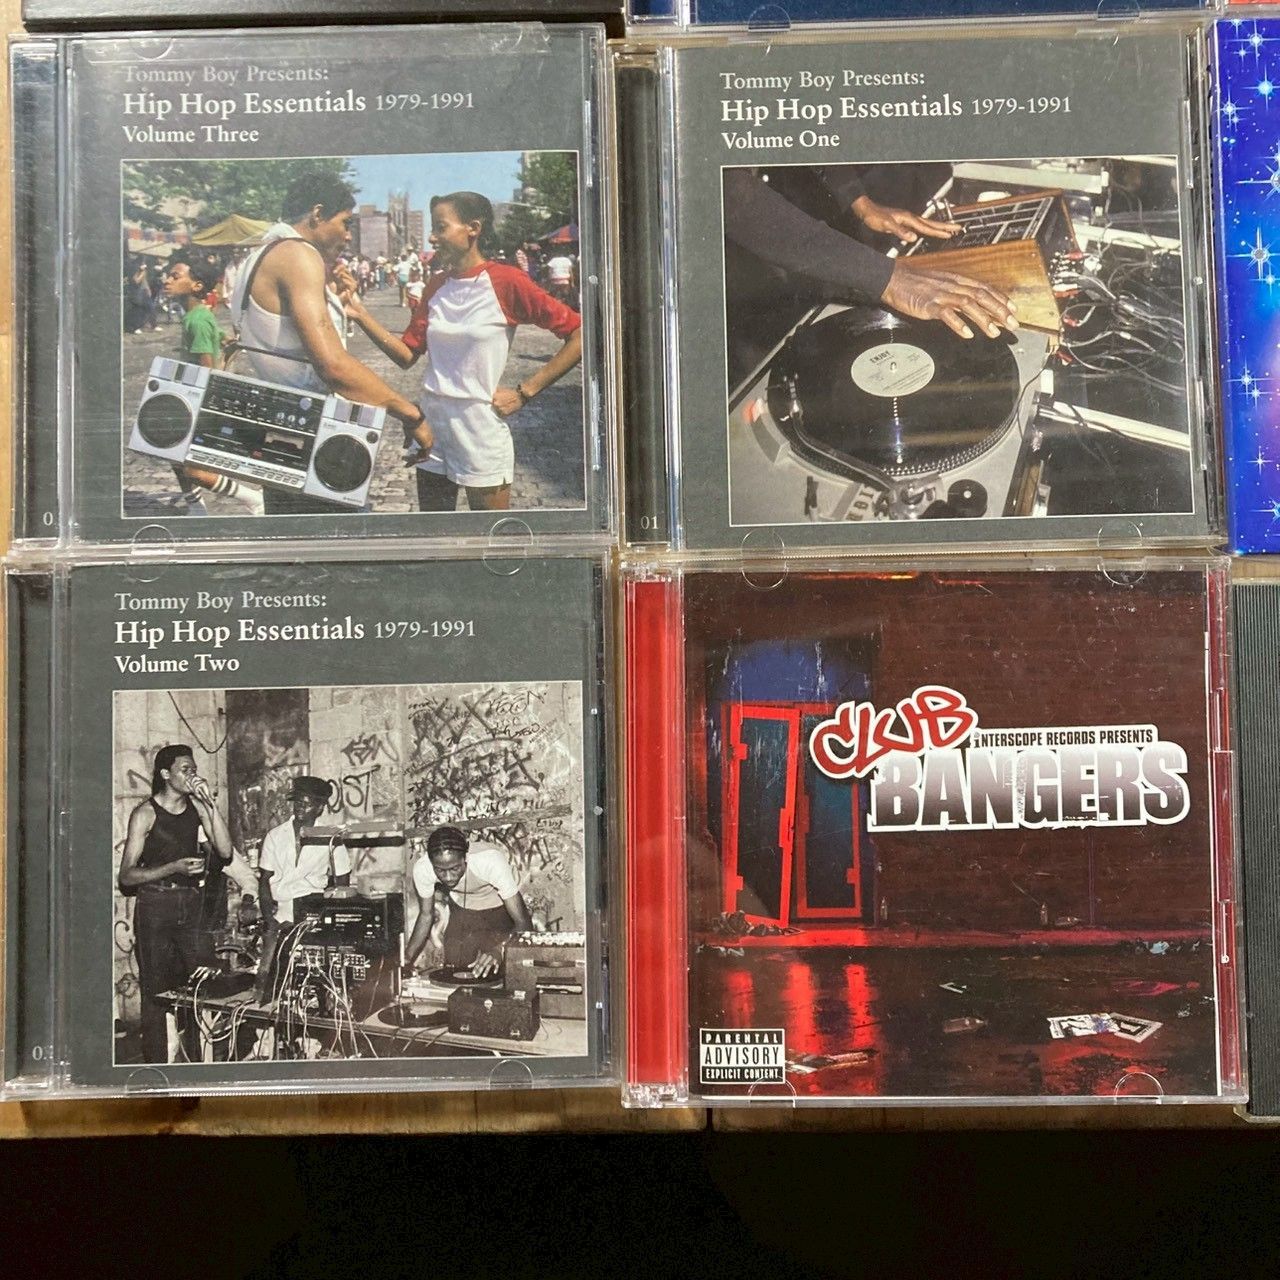 Tommy Boy Presents:
Hip Hop Essentials 1979-1991
Volume Three
Tommy Boy Presents:
Hip Hop Essentials 1979-1991
Volume One
ENJOY
01
Tommy Boy Presents:
Hip Hop Essentials 1979-1991
Volume Two
CLUB
INTERSCOPE RECORDS PRESENTS
BANGERS
PARENTAL
ADVISORY
EXPLICIT CONTENT